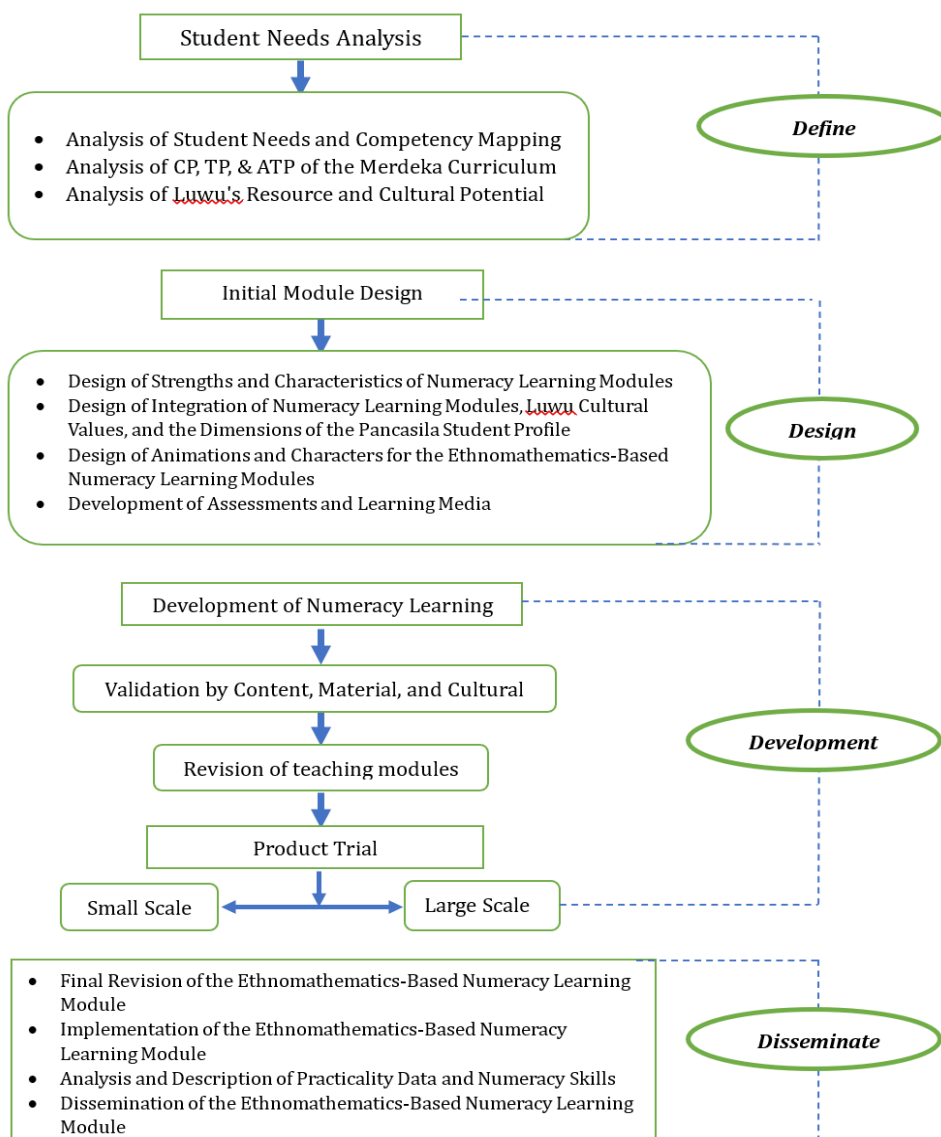 Student Needs Analysis
• Analysis of Student Needs and Competency Mapping
• Analysis of CP, TP, & ATP of the Merdeka Curriculum
• Analysis of Luwu's Resource and Cultural Potential
Define
Initial Module Design
• Design of Strengths and Characteristics of Numeracy Learning Modules
• Design of Integration of Numeracy Learning Modules, Luwu Cultural
Values, and the Dimensions of the Pancasila Student Profile
• Design of Animations and Characters for the Ethnomathematics-Based
Numeracy Learning Modules
• Development of Assessments and Learning Media
Design
Development of Numeracy Learning
Validation by Content, Material, and Cultural
Revision of teaching modules
Product Trial
Small Scale
Large Scale
Development
• Final Revision of the Ethnomathematics-Based Numeracy Learning
Module
• Implementation of the Ethnomathematics-Based Numeracy
Learning Module
• Analysis and Description of Practicality Data and Numeracy Skills
• Dissemination of the Ethnomathematics-Based Numeracy Learning
Module
Disseminate